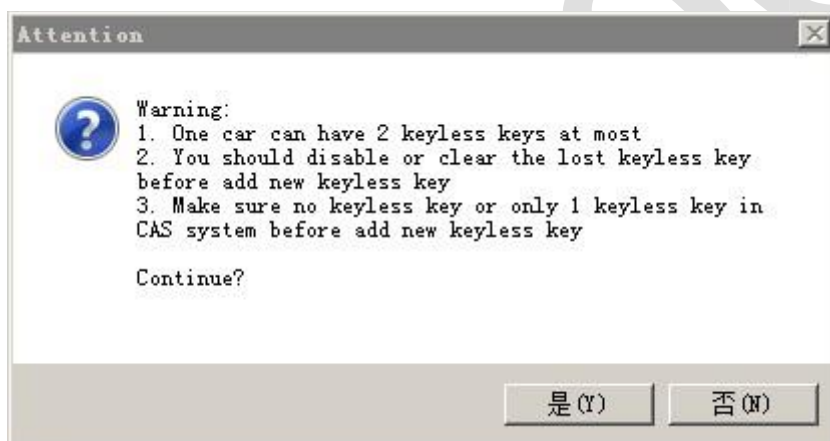 Attention
Warning:
1. One car can have 2 keyless keys at most
2. You should disable or clear the lost keyless key
before add new keyless key
3. Make sure no keyless key or only 1 keyless key in
CAS system before add new keyless key
Continue?
是(Y)
否(N)